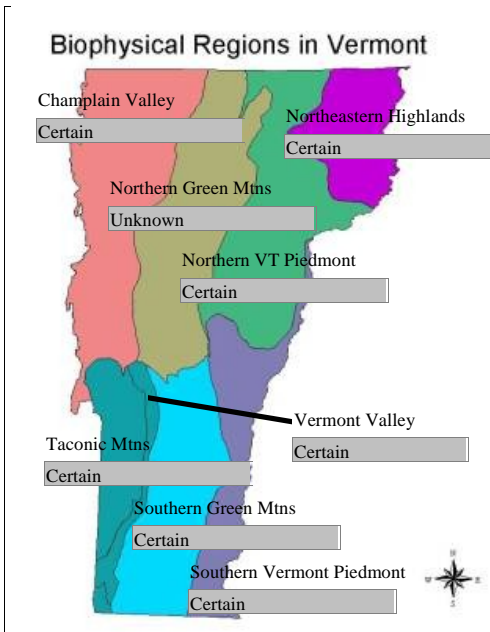 Biophysical Regions in Vermont
Champlain Valley
Certain
Northeastern Highlands
Certain
Northern Green Mtns
Unknown
Northern VT Piedmont
Certain
Vermont Valley
Certain
Taconic Mtns
Certain
Southern Green Mtns
Certain
Southern Vermont Piedmont
Certain
N
W E
S